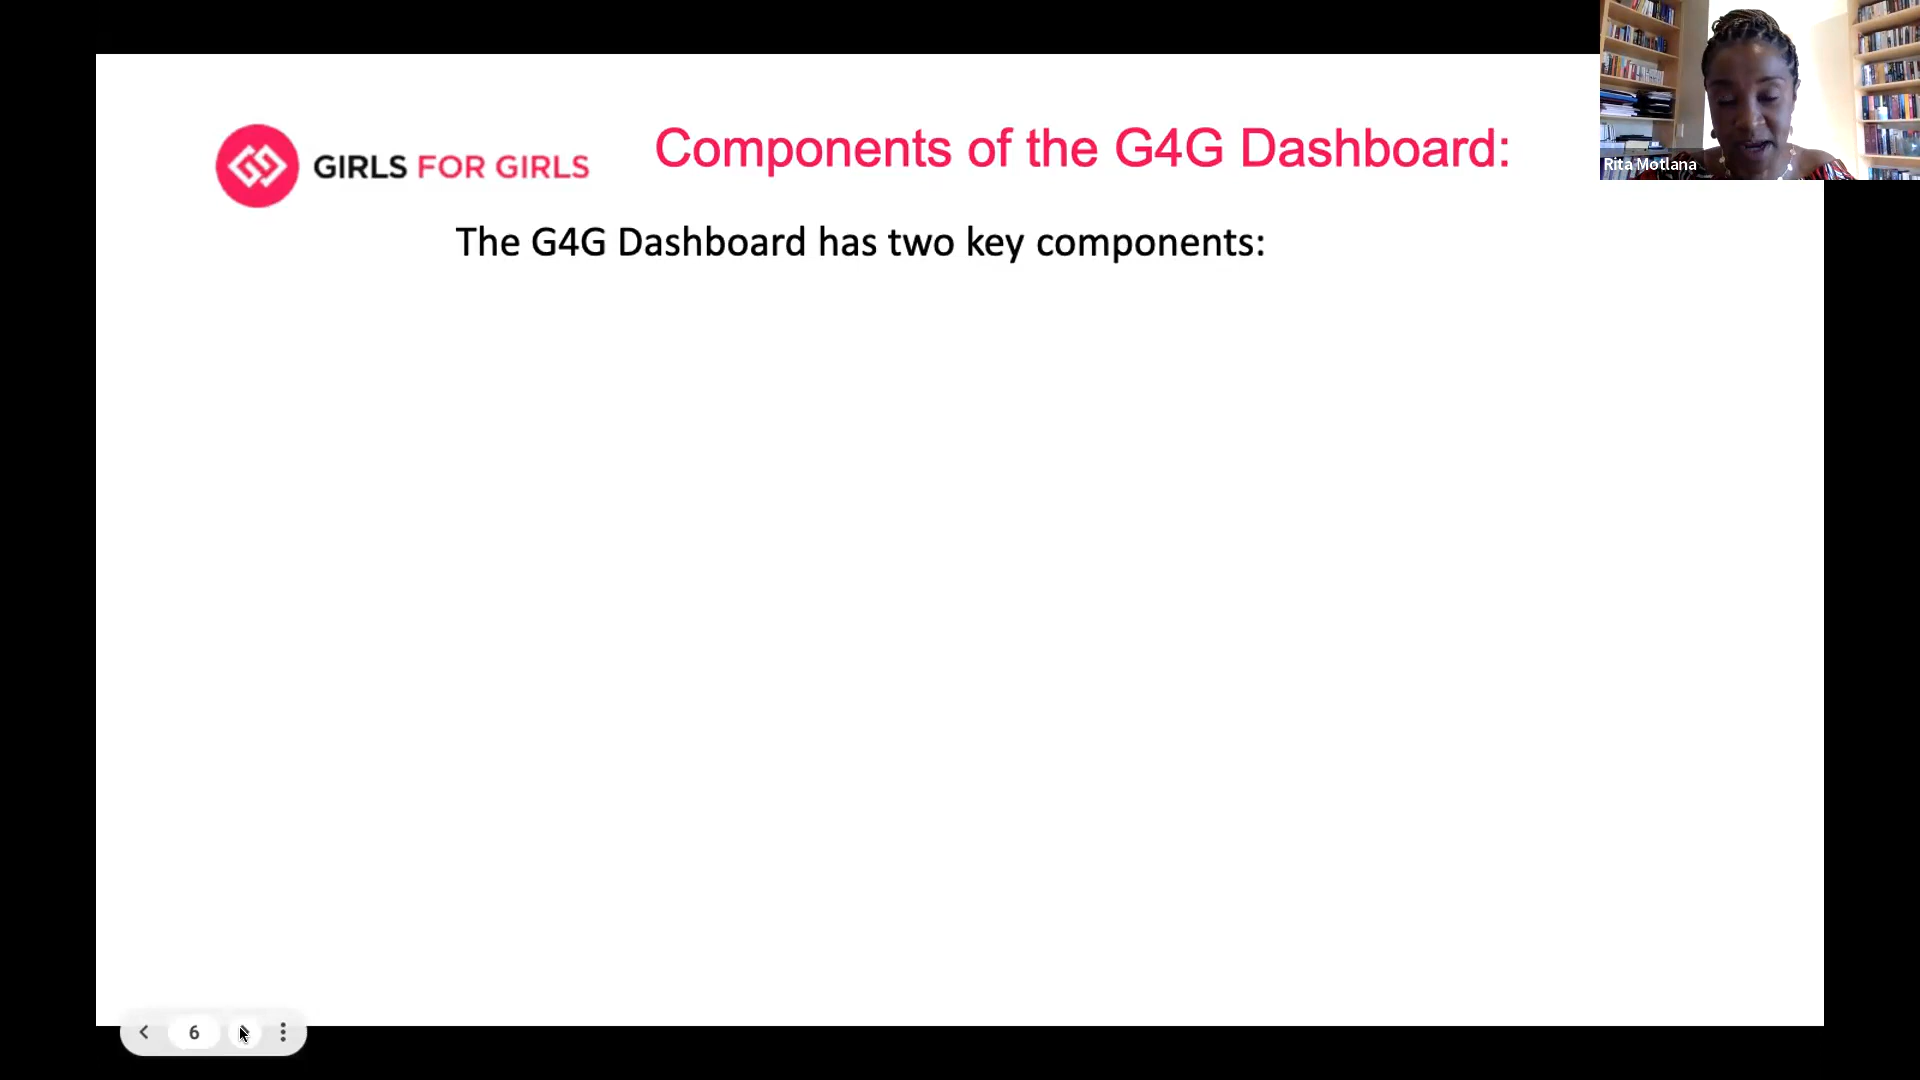 Components of the G4G Dashboard:
Rita Motlana
GIRLS FOR GIRLS
The G4G Dashboard has two key components:
6